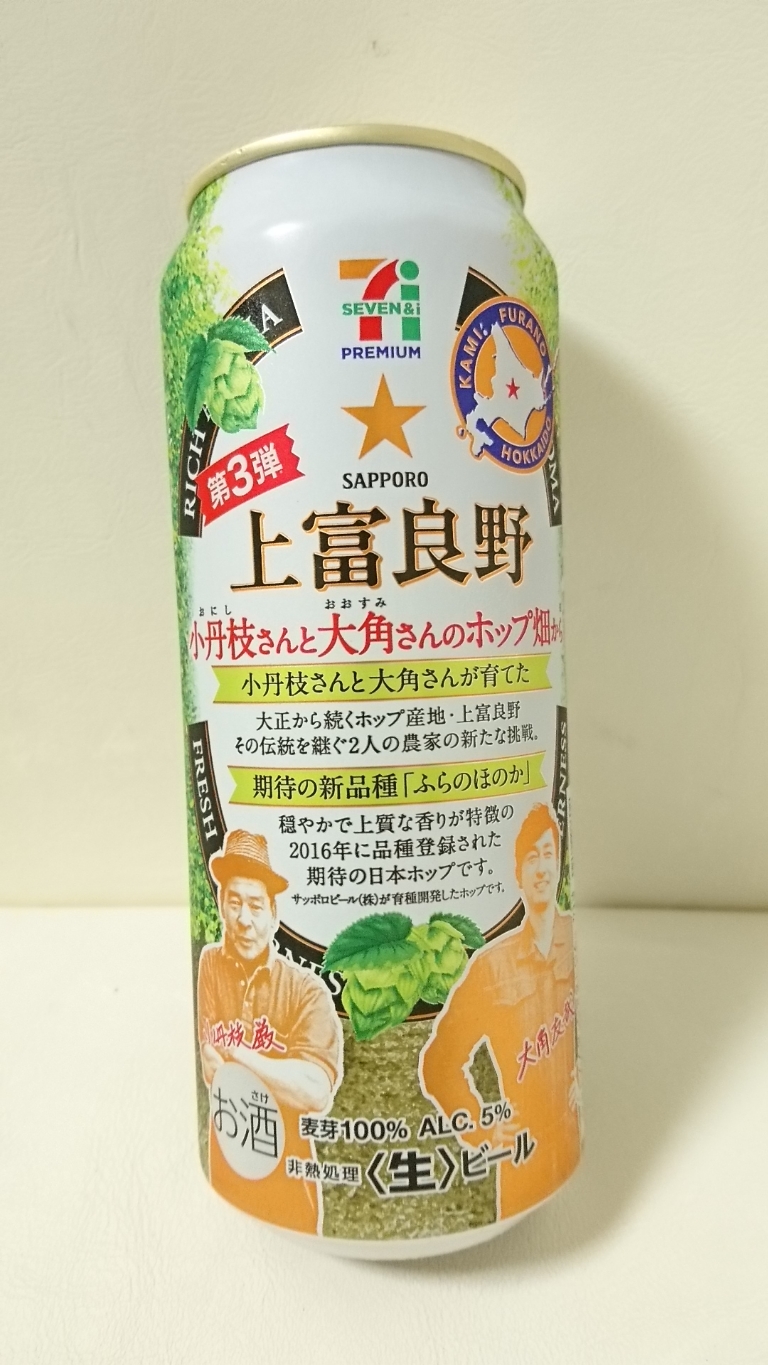 7i
SEVEN&i
PREMIUM
KAMI-FURANO
HOKKAIDO
RICH
第3弾
SAPPORO
上富良野
おにし おおすみ
小丹枝さんと大角さんのホップ畑から
小丹枝さんと大角さんが育てた
大正から続くホップ産地・上富良野
その伝統を継ぐ2人の農家の新たな挑戦。
期待の新品種「ふらのほのか」
穏やかで上質な香りが特徴の
2016年に品種登録された
期待の日本ホップです。
サッポロビール(株)が育種開発したホップです。
FRESH
小丹枝 巌
さけ
お酒
麦芽100% ALC. 5%
非熱処理〈生〉ビール